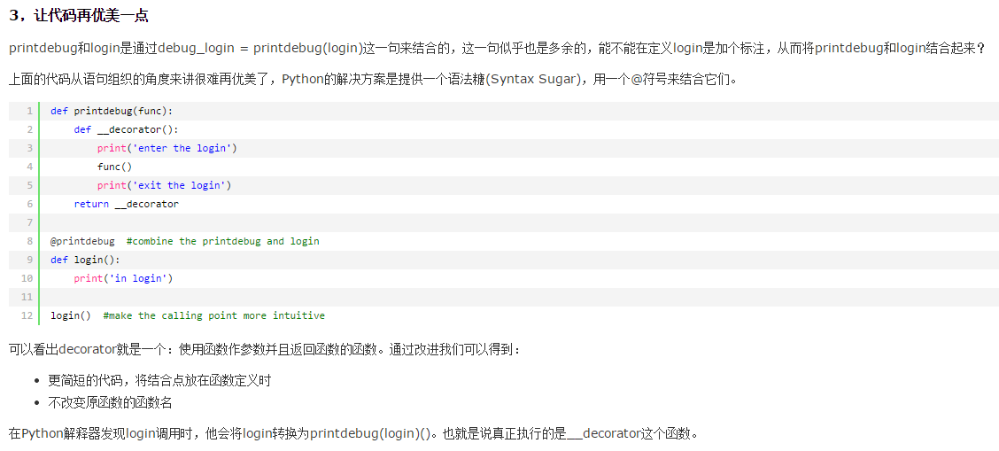 3，让代码再优美一点
printdebug和login是通过debug_login = printdebug(login)这一句来结合的，这一句似乎也是多余的，能不能在定义login是加个标注，从而将printdebug和login结合起来？
上面的代码从语句组织的角度来讲很难再优美了，Python的解决方案是提供一个语法糖(Syntax Sugar)，用一个@符号来结合它们。
1 def printdebug(func):
2     def __decorator():
3         print('enter the login')
4         func()
5         print('exit the login')
6     return __decorator
7
8 @printdebug  #combine the printdebug and login
9 def login():
10     print('in login')
11
12 login()  #make the calling point more intuitive
可以看出decorator就是一个：使用函数作参数并且返回函数的函数。通过改进我们可以得到：
• 更简短的代码，将结合点放在函数定义时
• 不改变原函数的函数名
在Python解释器发现login调用时，他会将login转换为printdebug(login)()。也就是说真正执行的是__decorator这个函数。